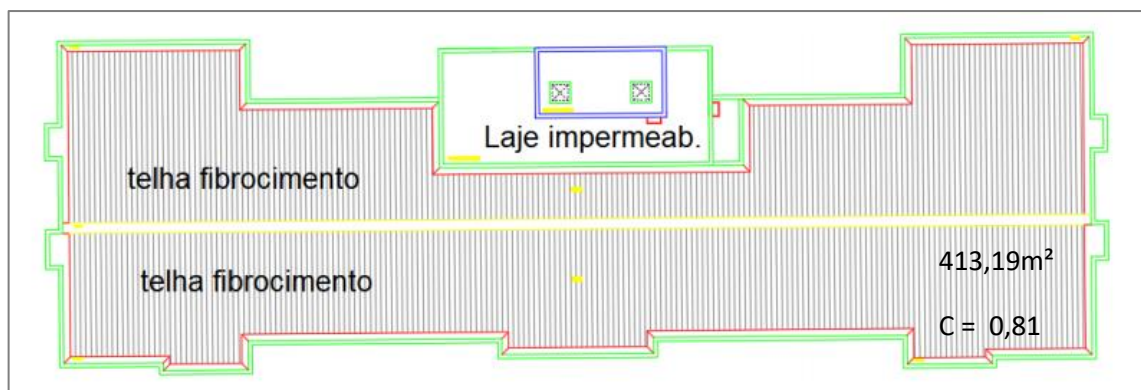 Laje impermeab.
telha fibrocimento
telha fibrocimento
413,19m²
C = 0,81